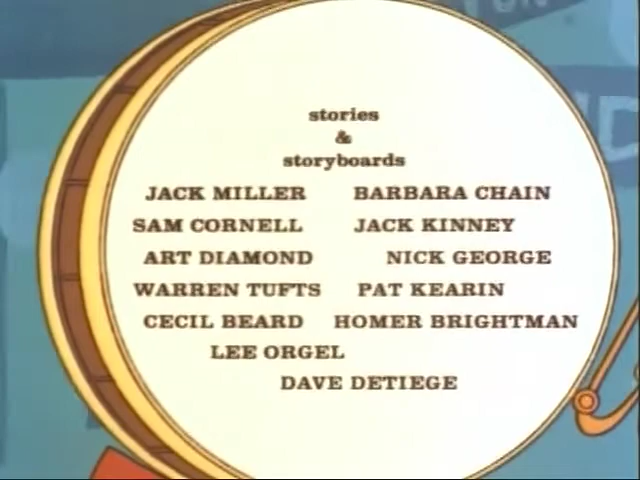 stories
&
storyboards
JACK MILLER BARBARA CHAIN
SAM CORNELL JACK KINNEY
ART DIAMOND NICK GEORGE
WARREN TUFTS PAT KEARIN
CECIL BEARD HOMER BRIGHTMAN
LEE ORGEL
DAVE DETIEGE